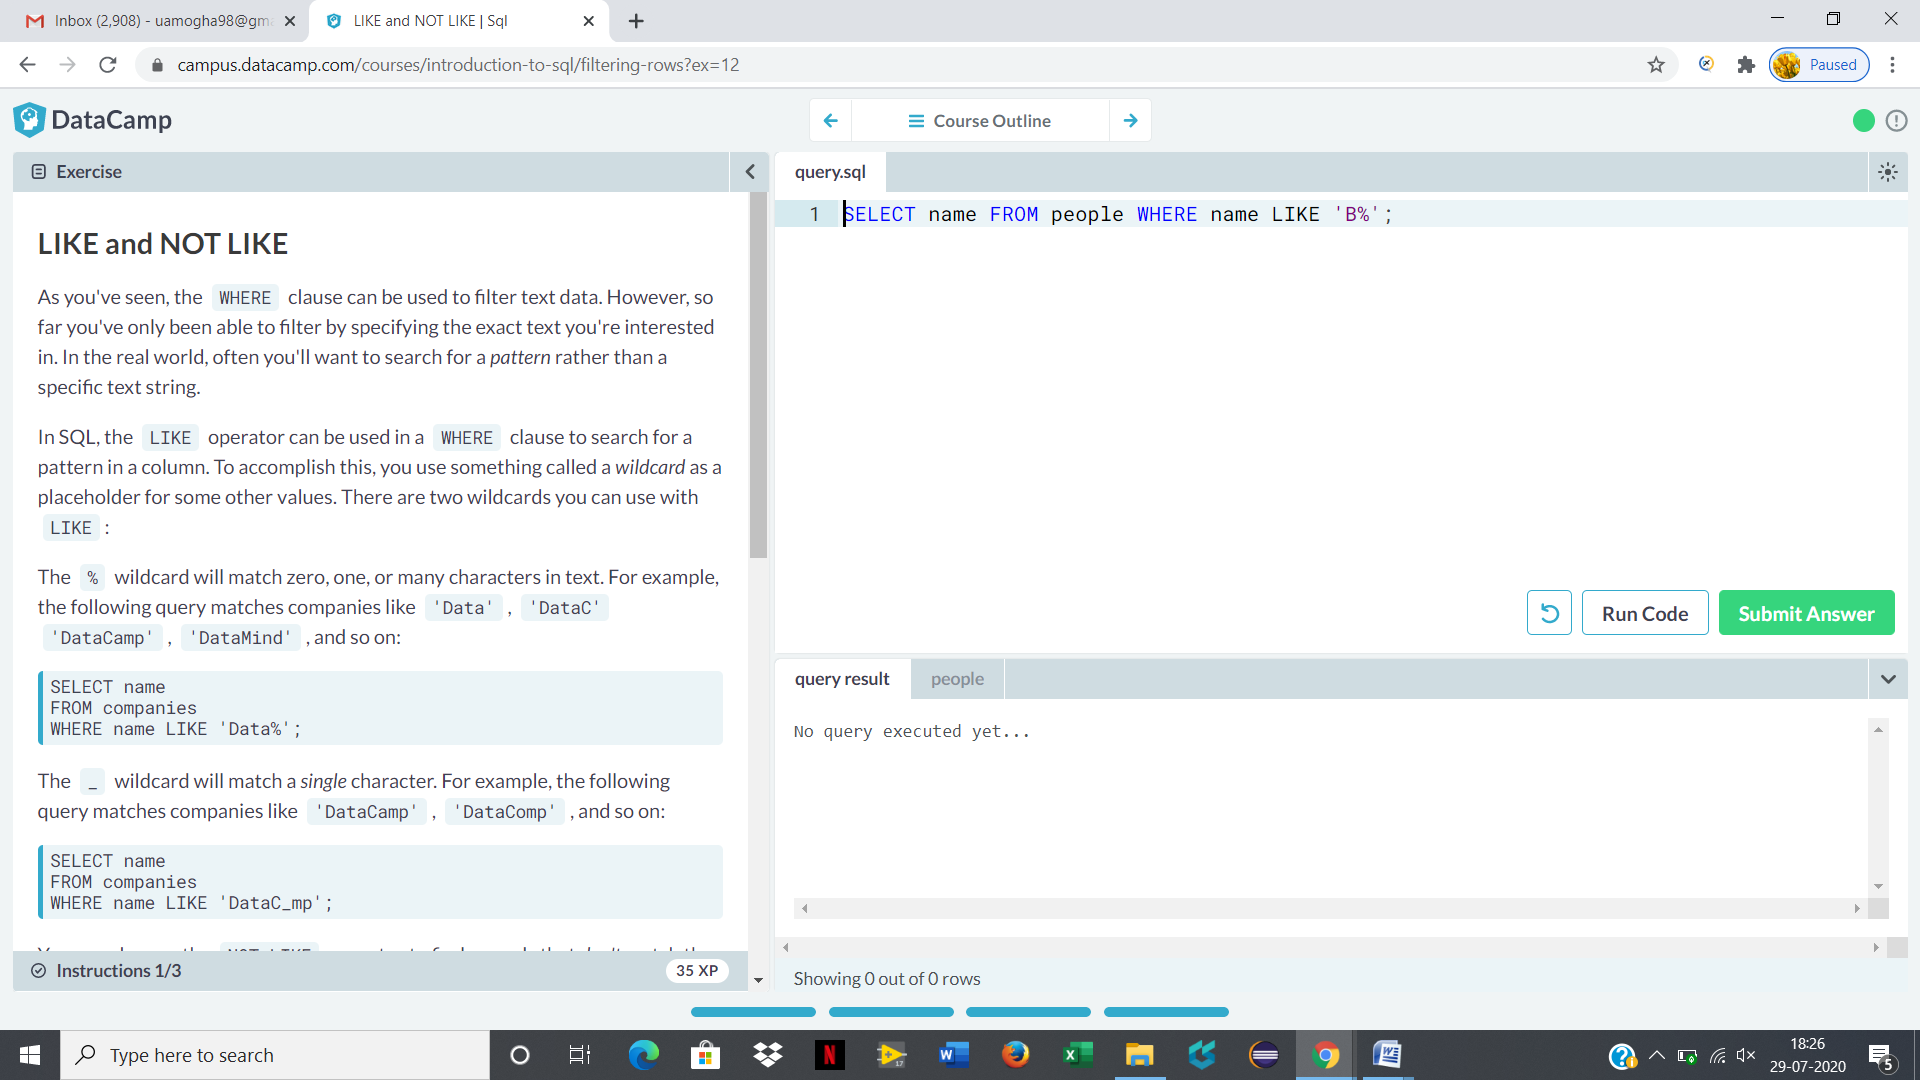 Inbox (2,908) - uamogha98@gm
LIKE and NOT LIKE | Sql
campus.datacamp.com/courses/introduction-to-sql/filtering-rows?ex=12
Paused
DataCamp
Course Outline
Exercise
LIKE and NOT LIKE
As you've seen, the WHERE clause can be used to filter text data. However, so
far you've only been able to filter by specifying the exact text you're interested
in. In the real world, often you'll want to search for a pattern rather than a
specific text string.
In SQL, the LIKE operator can be used in a WHERE clause to search for a
pattern in a column. To accomplish this, you use something called a wildcard as a
placeholder for some other values. There are two wildcards you can use with
LIKE :
The % wildcard will match zero, one, or many characters in text. For example,
the following query matches companies like 'Data' , 'DataC'
'DataCamp' , 'DataMind' , and so on:
SELECT name
FROM companies
WHERE name LIKE 'Data%';
The _ wildcard will match a single character. For example, the following
query matches companies like 'DataCamp' , 'DataComp' , and so on:
SELECT name
FROM companies
WHERE name LIKE 'DataC_mp';
Instructions 1/3
35 XP
query.sql
1 SELECT name FROM people WHERE name LIKE 'B%';
Run Code
Submit Answer
query result
people
No query executed yet...
Showing 0 out of 0 rows
Type here to search
17
18:26
29-07-2020
5